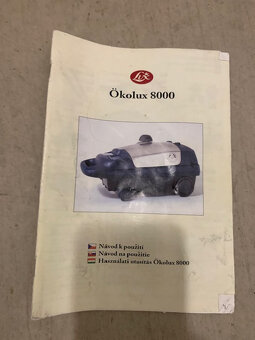 Lux
Ökolux 8000
Návod k použití
Návod na použitie
Használati utasítás Ökolux 8000